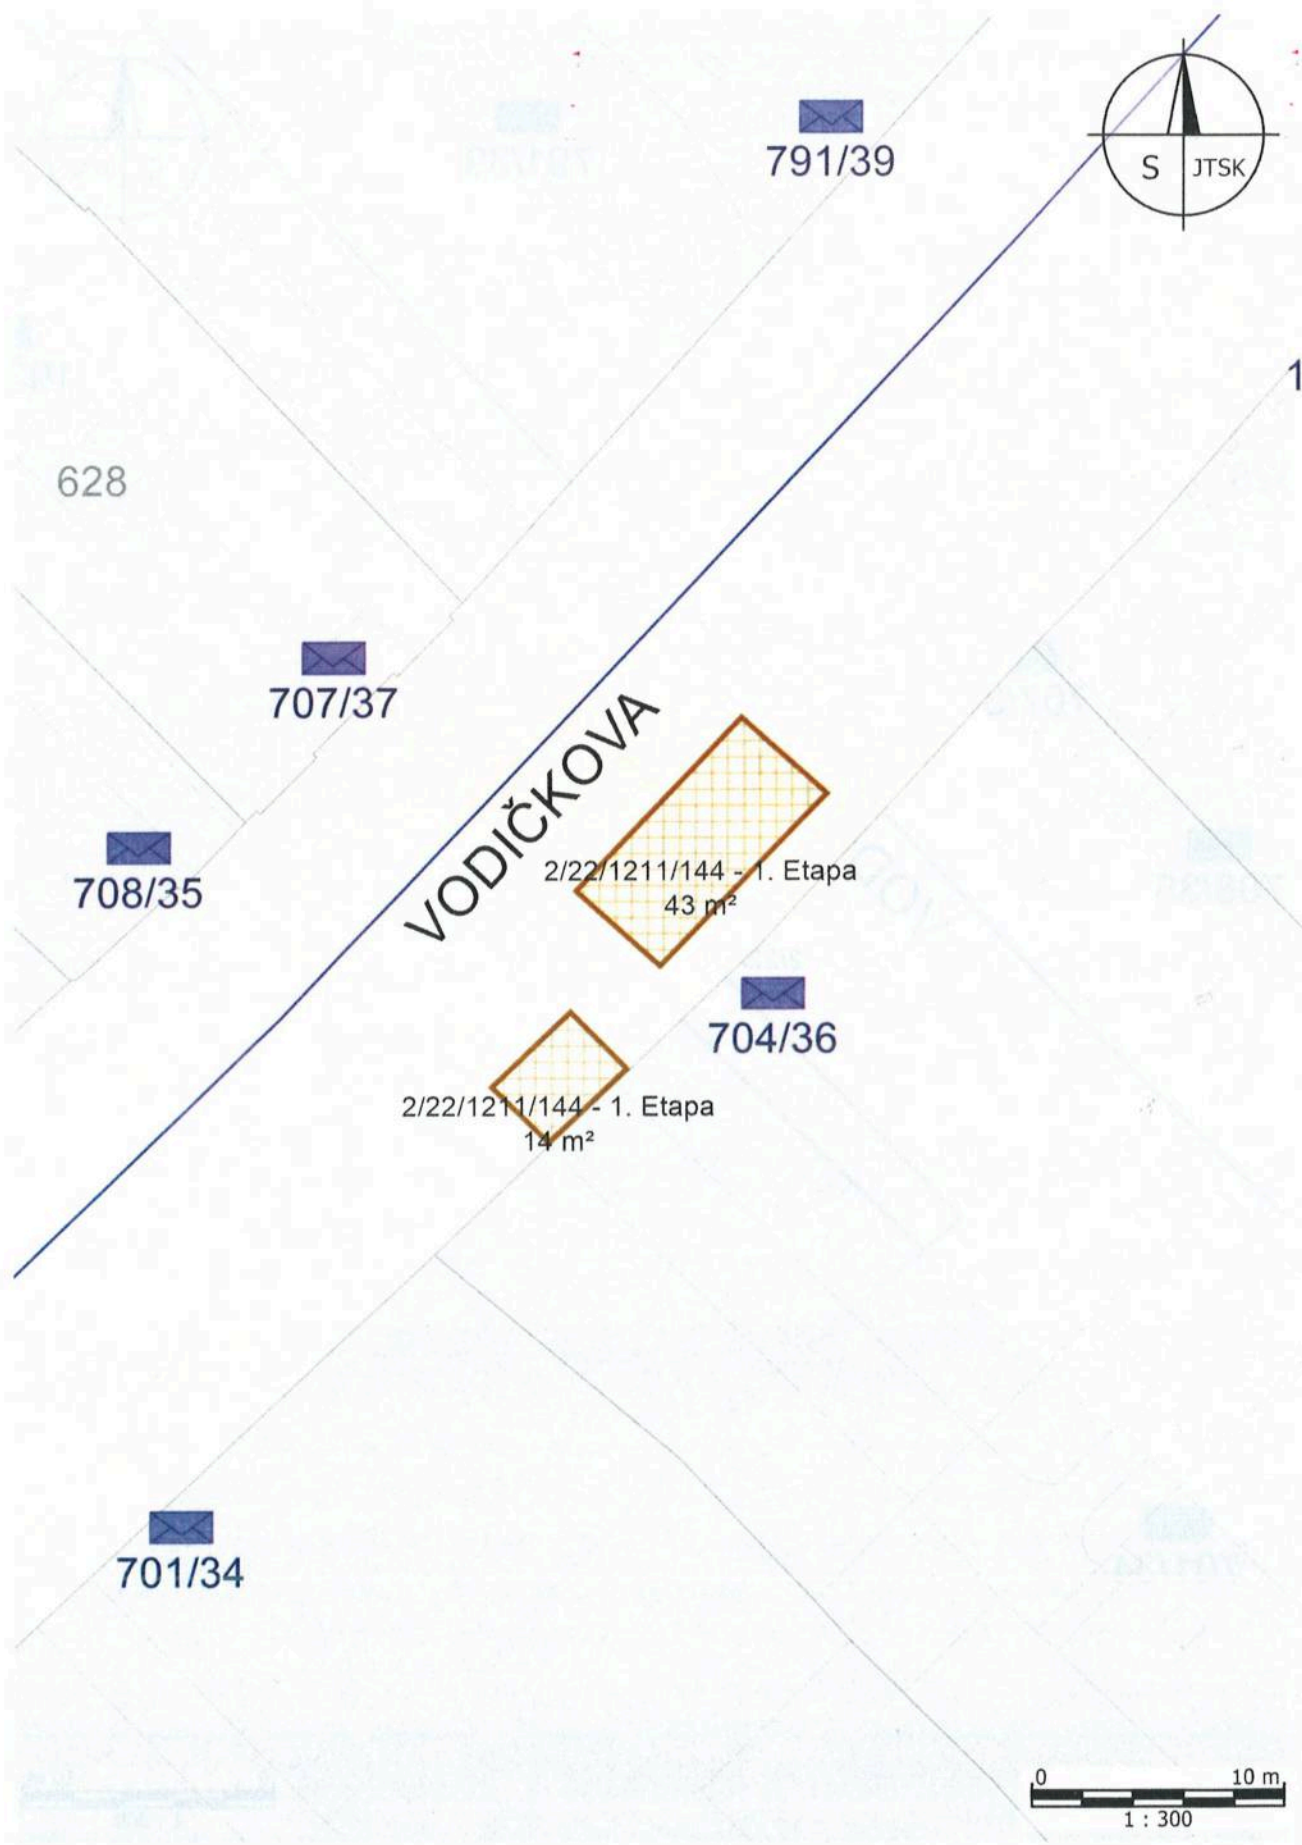 791/39
S JTSK
1
628
707/37
VODIČKOVA
708/35
2/22/1211/144 - 1. Etapa
43 m²
704/36
2/22/1211/144 - 1. Etapa
14 m²
701/34
0 10 m
1 : 300